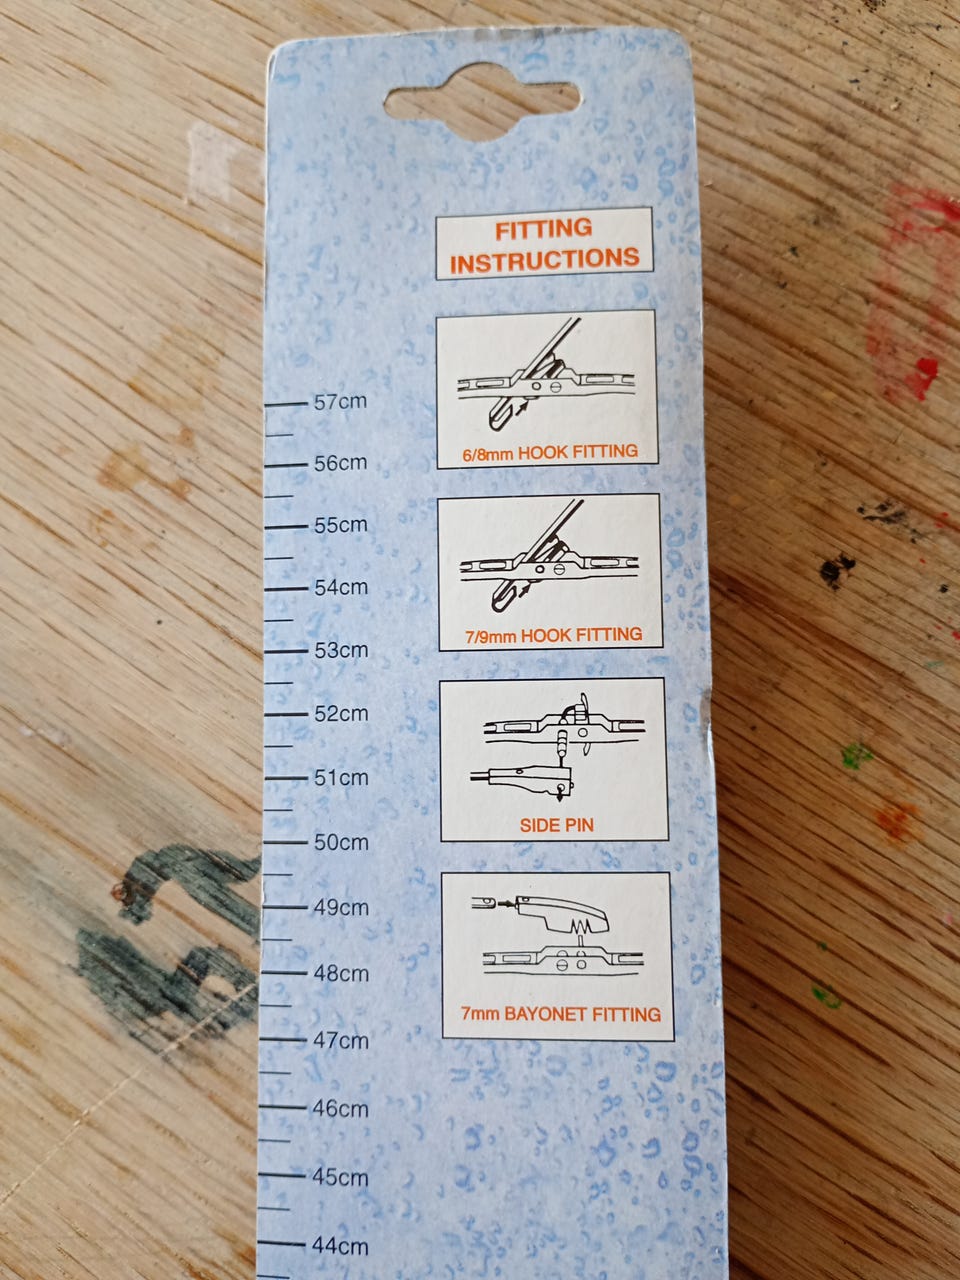 FITTING
INSTRUCTIONS
6/8mm HOOK FITTING
7/9mm HOOK FITTING
SIDE PIN
7mm BAYONET FITTING
57cm
56cm
55cm
54cm
53cm
52cm
51cm
50cm
49cm
48cm
47cm
46cm
45cm
44cm